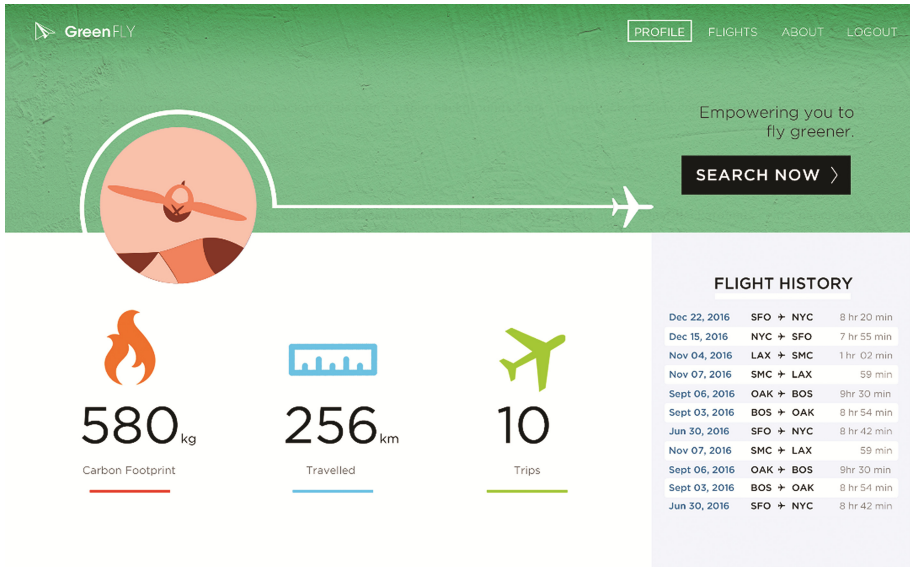 GreenFLY
PROFILE FLIGHTS ABOUT LOGOUT
Empowering you to
fly greener.
SEARCH NOW
580 kg
Carbon Footprint
256 km
Travelled
10
Trips
FLIGHT HISTORY
Dec 22, 2016 SFO NYC 8 hr 20 min
Dec 15, 2016 NYC SFO 7 hr 55 min
Nov 04, 2016 LAX SMC 1 hr 02 min
Nov 07, 2016 SMC LAX 59 min
Sept 06, 2016 OAK BOS 9hr 30 min
Sept 03, 2016 BOS OAK 8 hr 54 min
Jun 30, 2016 SFO NYC 8 hr 42 min
Nov 07, 2016 SMC LAX 59 min
Sept 06, 2016 OAK BOS 9hr 30 min
Sept 03, 2016 BOS OAK 8 hr 54 min
Jun 30, 2016 SFO NYC 8 hr 42 min